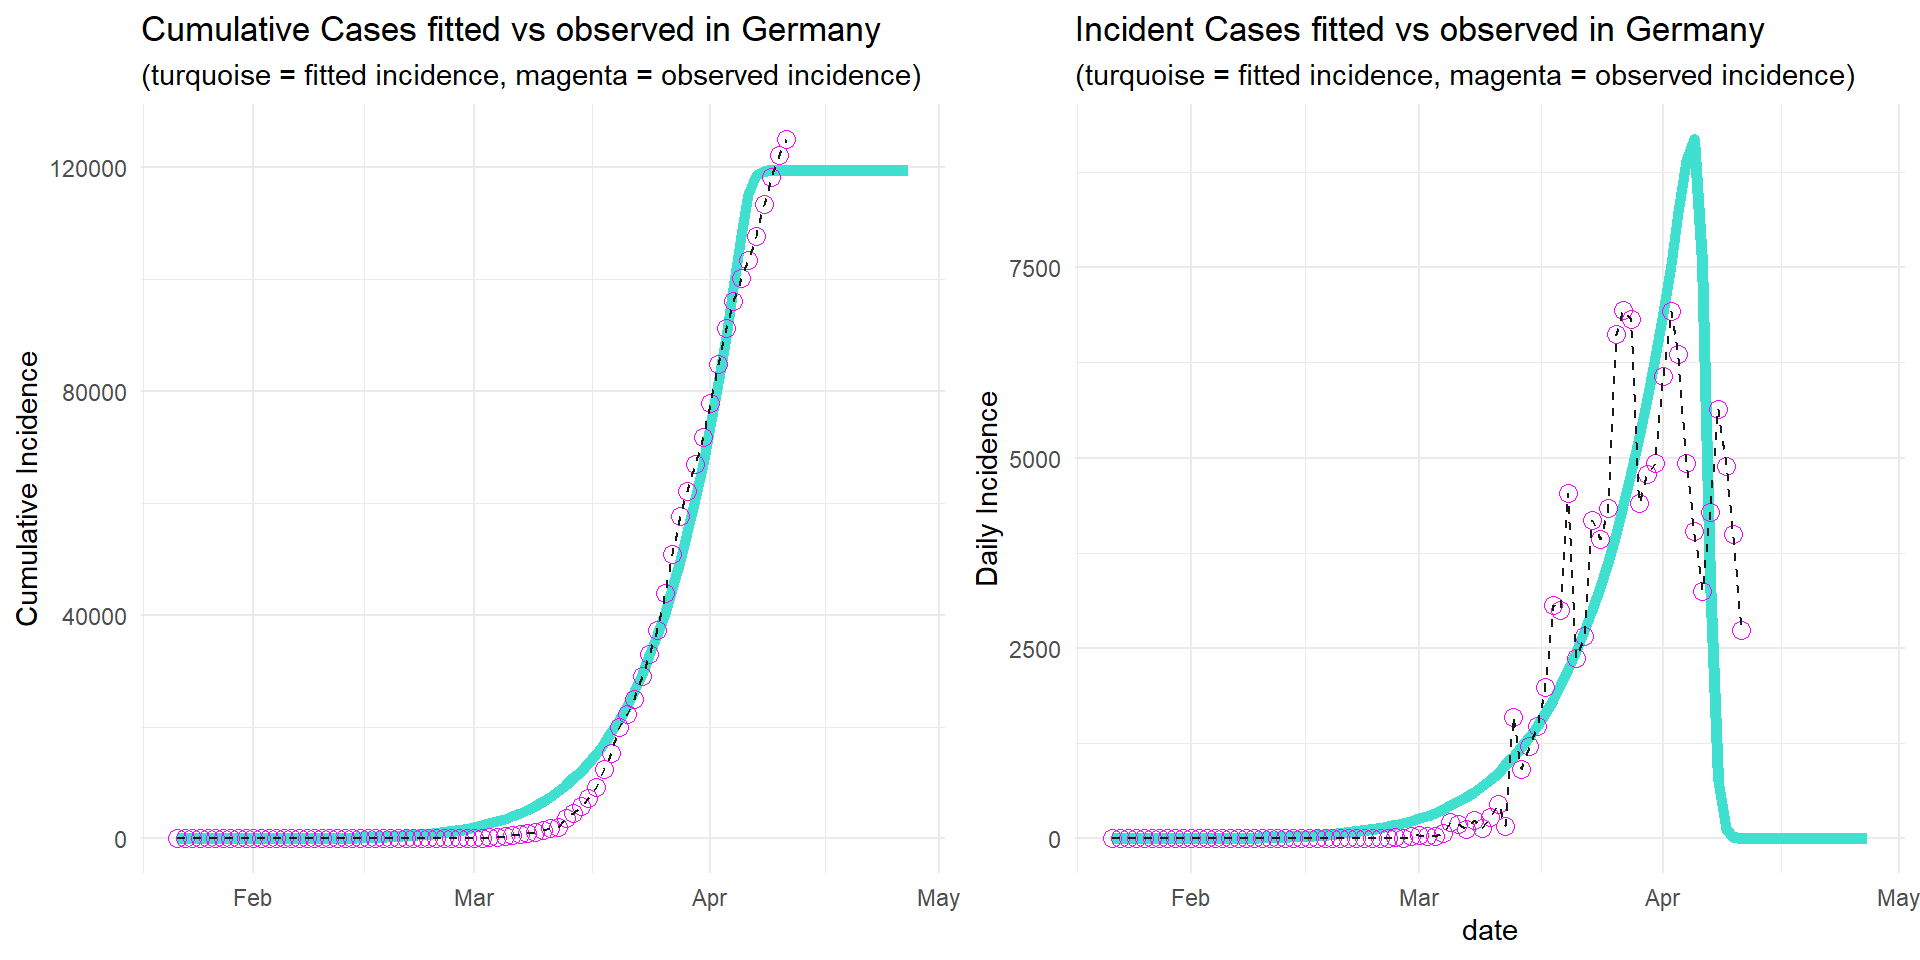 Cumulative Cases fitted vs observed in Germany
(turquoise = fitted incidence, magenta = observed incidence)
Cumulative Incidence
120000
80000
40000
0
Feb
Mar
Apr
May
Incident Cases fitted vs observed in Germany
(turquoise = fitted incidence, magenta = observed incidence)
Daily Incidence
7500
5000
2500
0
Feb
Mar
Apr
May
date